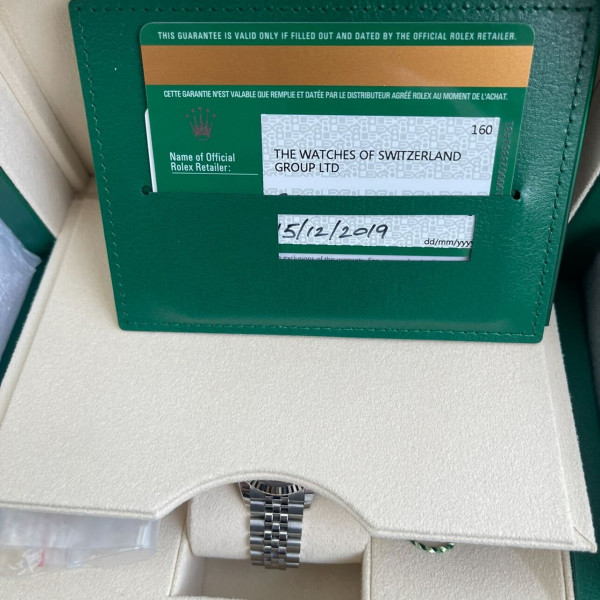 THIS GUARANTEE IS VALID ONLY IF FILLED OUT AND DATED BY THE OFFICIAL ROLEX RETAILER.
CETTE GARANTIE N'EST VALABLE QUE REMPLIE ET DATÉE PAR LE DISTRIBUTEUR AGRÉÉ ROLEX AU MOMENT DE L'ACHAT.
160
Name of Official
Rolex Retailer:
THE WATCHES OF SWITZERLAND
GROUP LTD
15/12/2019
dd/mm/yyyy